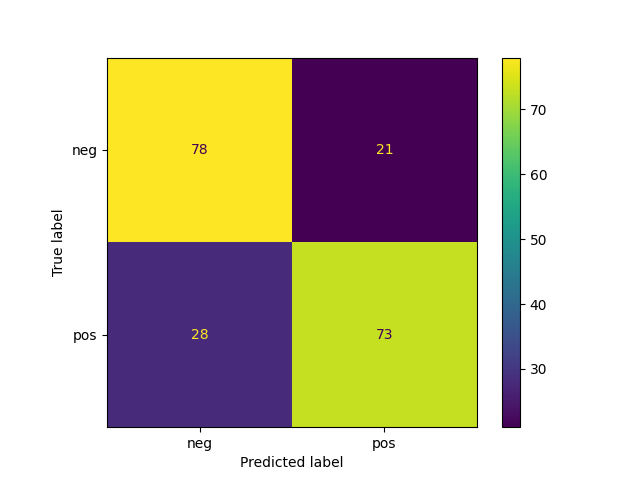 neg
78
21
pos
28
73
neg
pos
Predicted label
True label
70
60
50
40
30